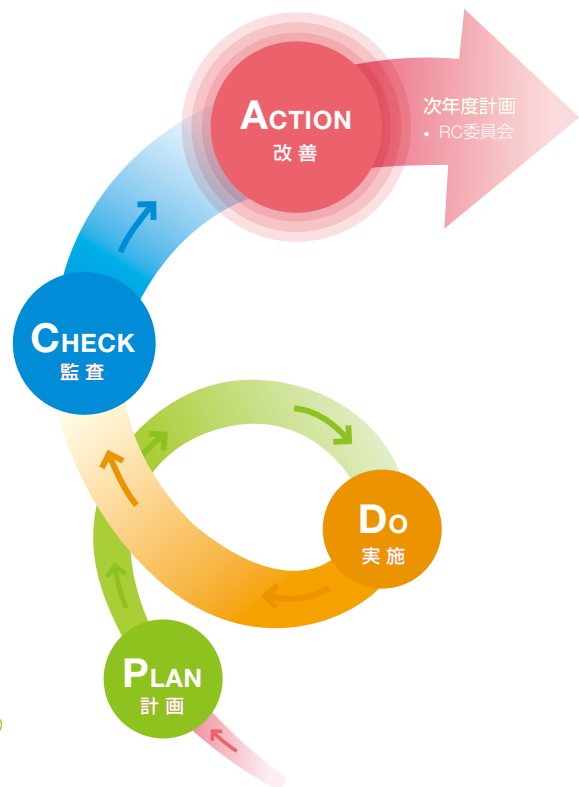 ACTION
改善
次年度計画
• RC委員会
CHECK
監査
DO
実施
PLAN
計画